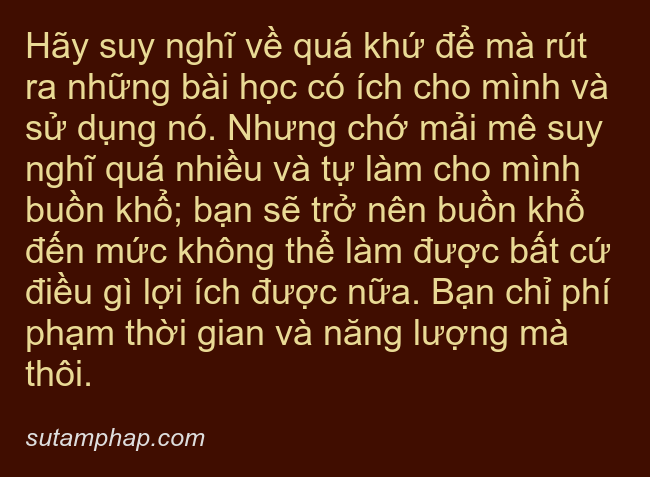 Hãy suy nghĩ về quá khứ để mà rút
ra những bài học có ích cho mình và
sử dụng nó. Nhưng chớ mải mê suy
nghĩ quá nhiều và tự làm cho mình
buồn khổ; bạn sẽ trở nên buồn khổ
đến mức không thể làm được bất cứ
điều gì lợi ích được nữa. Bạn chỉ phí
phạm thời gian và năng lượng mà
thôi.
sutamphap.com